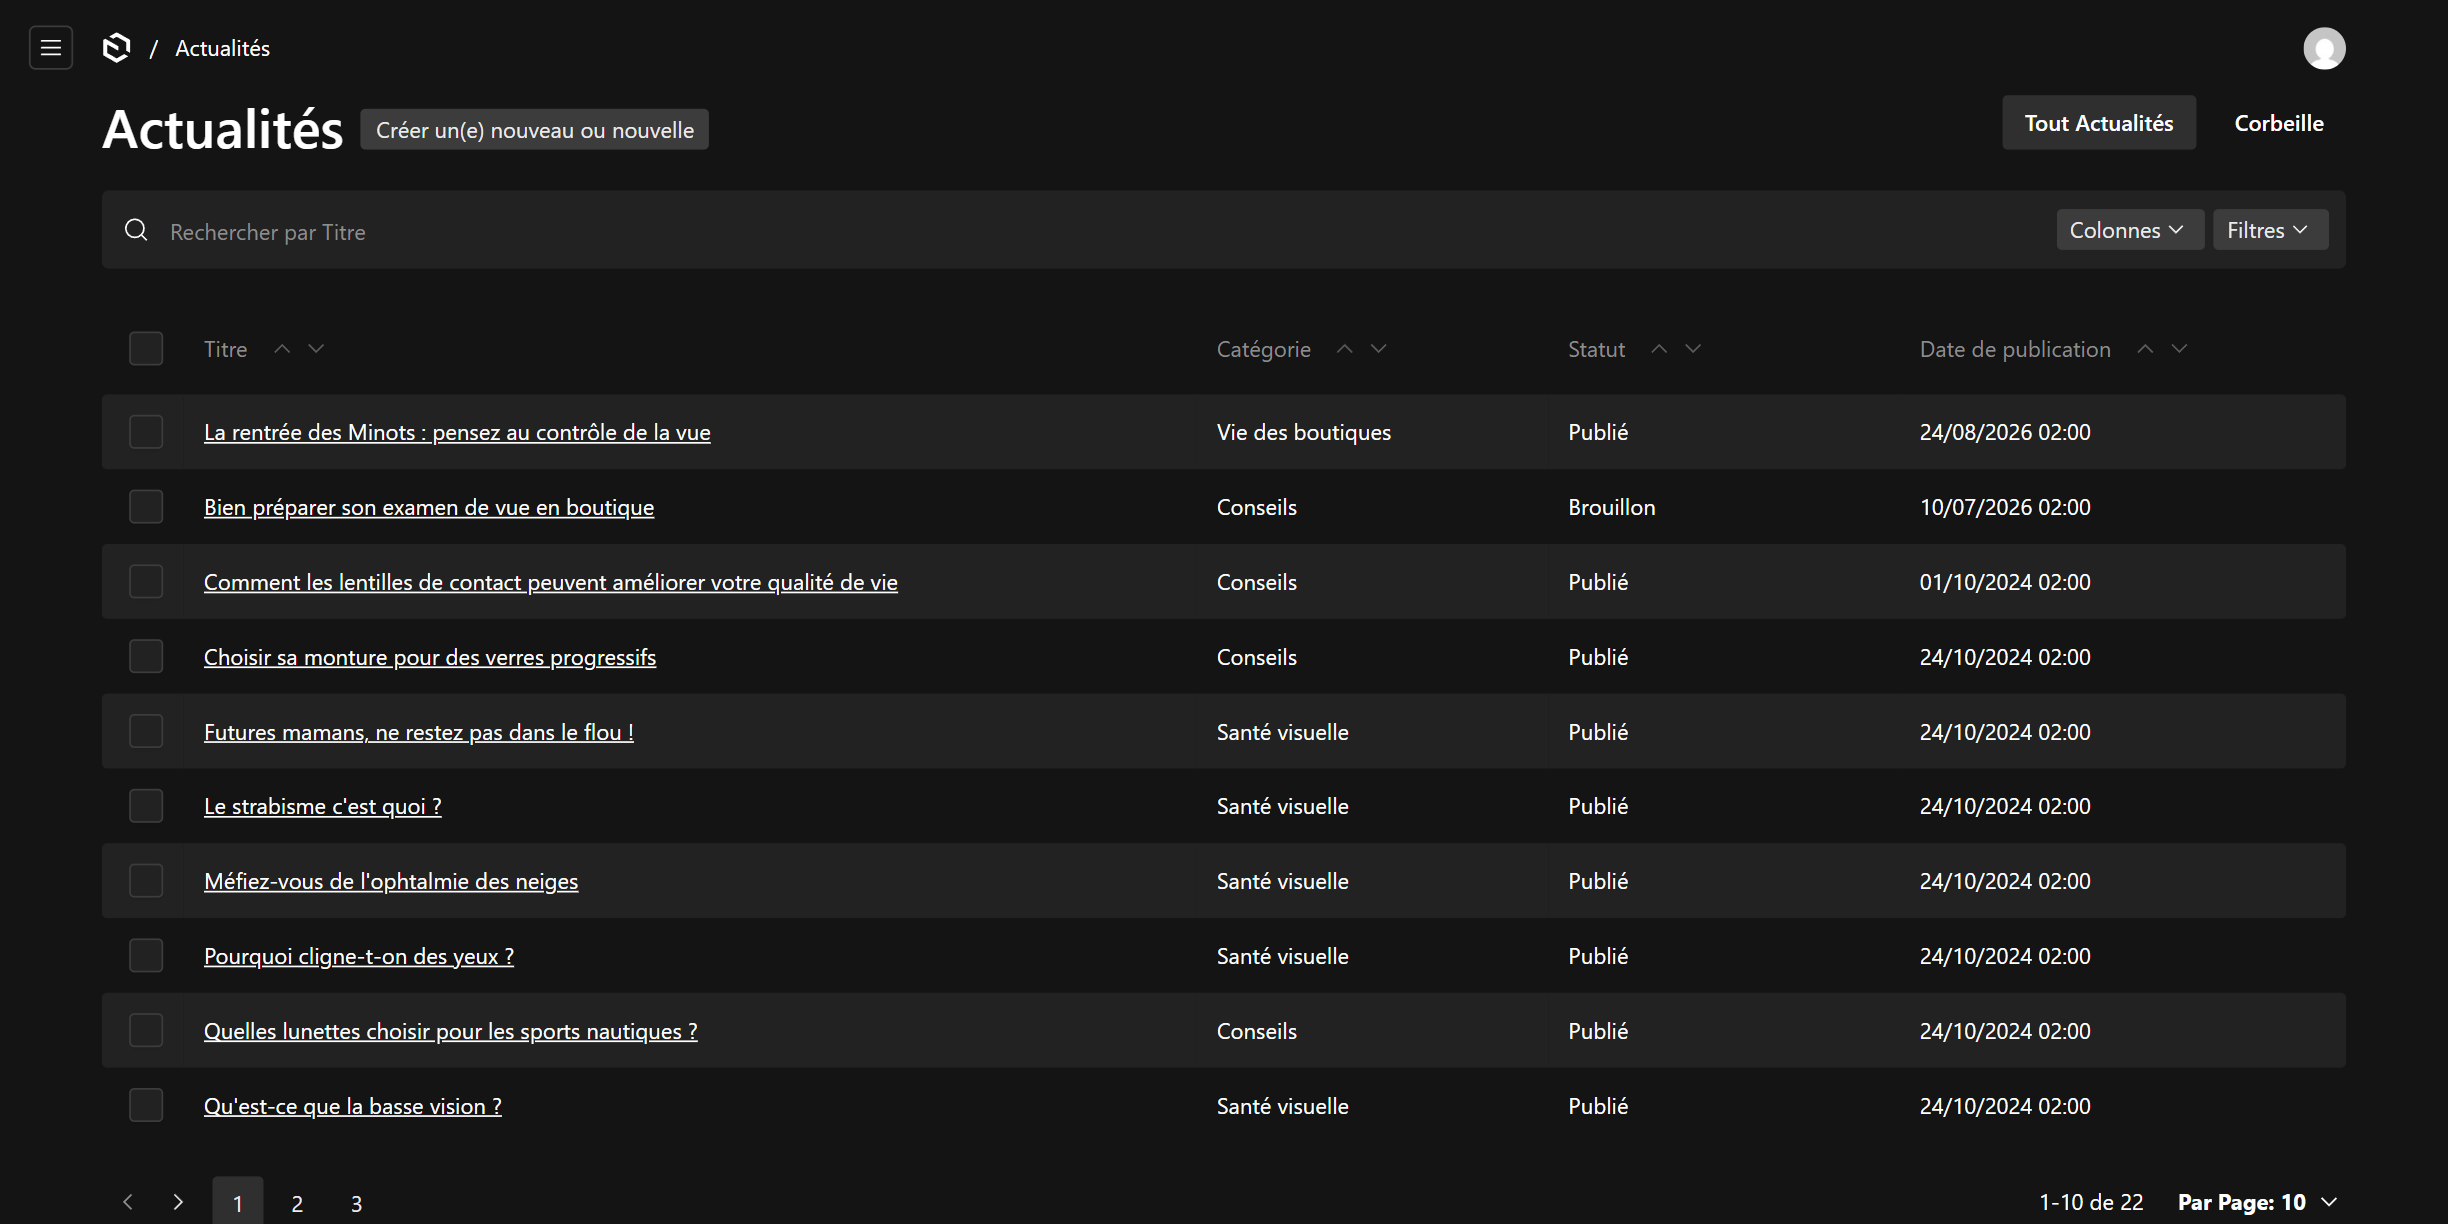 / Actualités
Actualités Créer un(e) nouveau ou nouvelle Tout Actualités Corbeille
Rechercher par Titre Colonnes Filtres
Titre Catégorie Statut Date de publication
La rentrée des Minots : pensez au contrôle de la vue Vie des boutiques Publié 24/08/2026 02:00
Bien préparer son examen de vue en boutique Conseils Brouillon 10/07/2026 02:00
Comment les lentilles de contact peuvent améliorer votre qualité de vie Conseils Publié 01/10/2024 02:00
Choisir sa monture pour des verres progressifs Conseils Publié 24/10/2024 02:00
Futures mamans, ne restez pas dans le flou ! Santé visuelle Publié 24/10/2024 02:00
Le strabisme c'est quoi ? Santé visuelle Publié 24/10/2024 02:00
Méfiez-vous de l'ophtalmie des neiges Santé visuelle Publié 24/10/2024 02:00
Pourquoi cligne-t-on des yeux ? Santé visuelle Publié 24/10/2024 02:00
Quelles lunettes choisir pour les sports nautiques ? Conseils Publié 24/10/2024 02:00
Qu'est-ce que la basse vision ? Santé visuelle Publié 24/10/2024 02:00
1 2 3 1-10 de 22 Par Page: 10